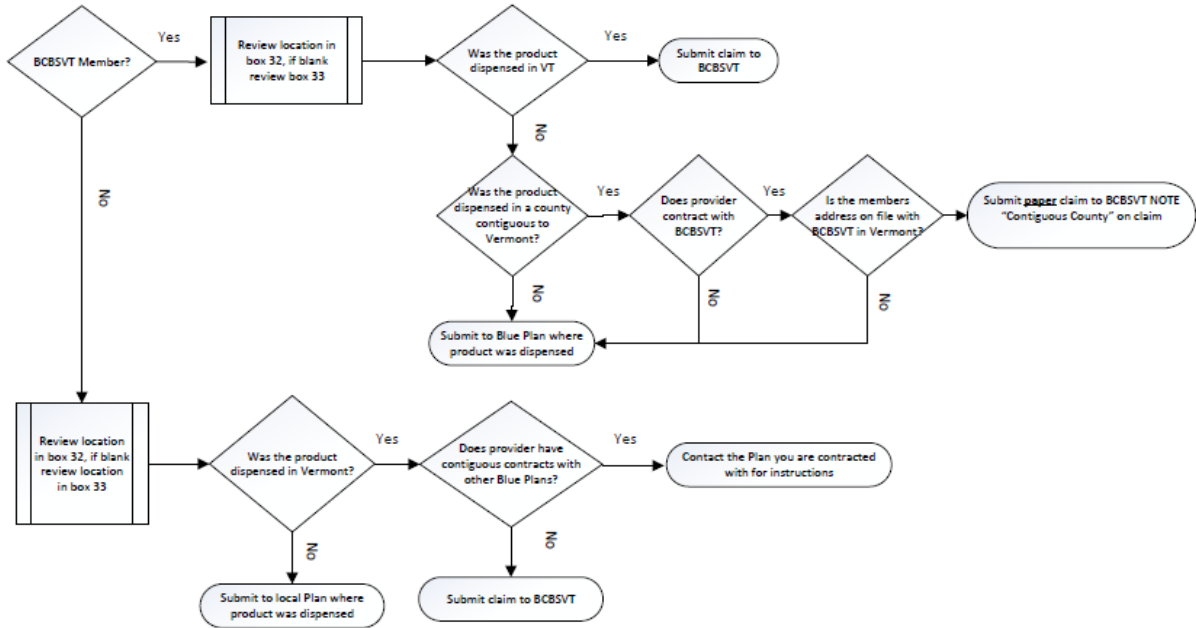 BCBSVT Member?
Yes
Review location in
box 32, if blank
review box 33
Was the product
dispensed in VT
Yes
Submit claim to
BCBSVT
No
No
Was the product
dispensed in a county
contiguous to
Vermont?
Yes
Does provider
contract with
BCBSVT?
Yes
Is the members
address on file with
BCBSVT in Vermont?
Submit paper claim to BCBSVT NOTE
"Contiguous County" on claim
No
No
No
Submit to Blue Plan where
product was dispensed
Review location
in box 32, if blank
review location
in box 33
Was the product
dispensed in Vermont?
Yes
Does provider have
contiguous contracts with
other Blue Plans?
Yes
Contact the Plan you are contracted
with for instructions
No
No
Submit to local Plan where
product was dispensed
Submit claim to BCBSVT